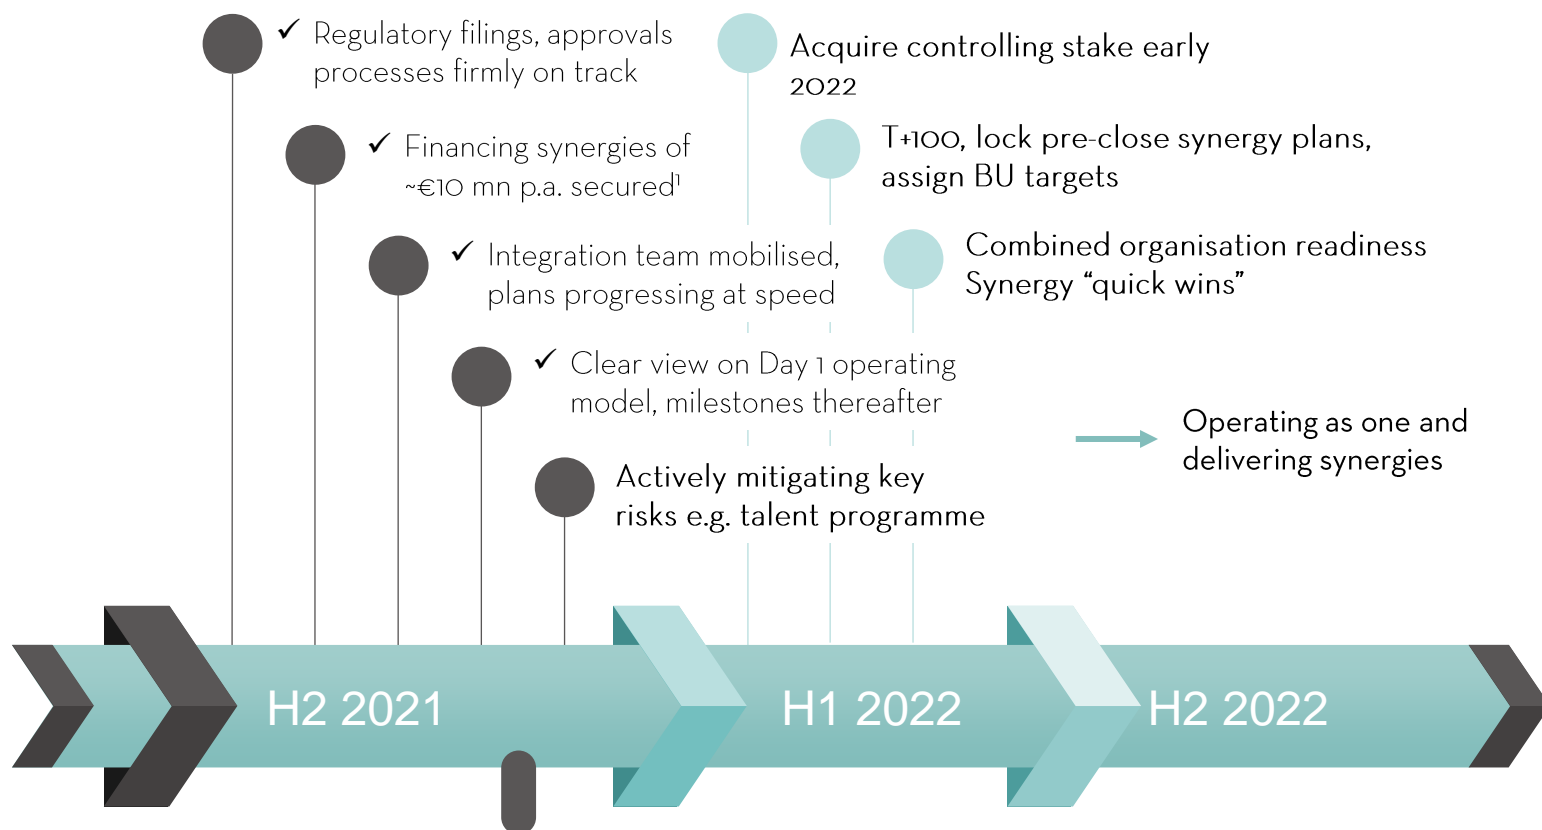 ✓ Regulatory filings, approvals
processes firmly on track
✓ Financing synergies of
~€10 mn p.a. secured¹
✓ Integration team mobilised,
plans progressing at speed
✓ Clear view on Day 1 operating
model, milestones thereafter
Actively mitigating key
risks e.g. talent programme
Acquire controlling stake early
2022
T+100, lock pre-close synergy plans,
assign BU targets
Combined organisation readiness
Synergy “quick wins”
Operating as one and
delivering synergies
H2 2021
H1 2022
H2 2022